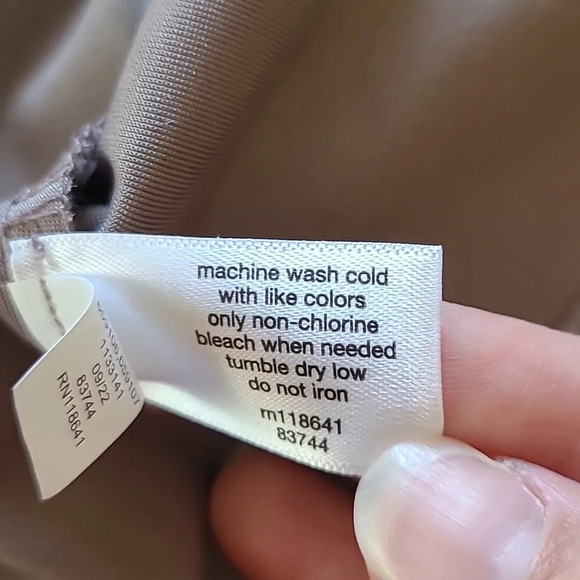 machine wash cold
with like colors
only non-chlorine
bleach when needed
tumble dry low
do not iron
rn118641
83744
1133141
09/22
83744
RN118641